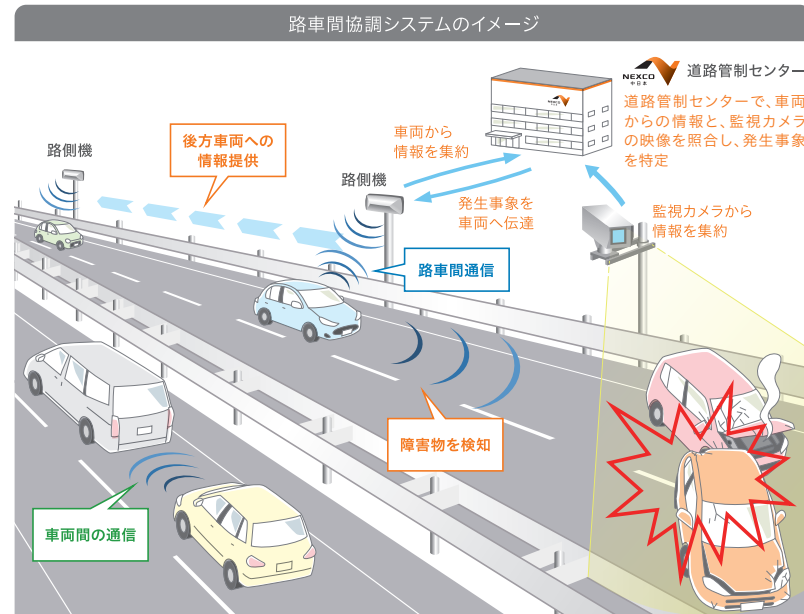 路車間協調システムのイメージ
NEXCO
中日本
道路管制センター
道路管制センターで、車両
からの情報と、監視カメラ
の映像を照合し、発生事象
を特定
後方車両への
情報提供
車両から
情報を集約
路側機
路側機
発生事象を
車両へ伝達
監視カメラから
情報を集約
路車間通信
障害物を検知
車両間の通信